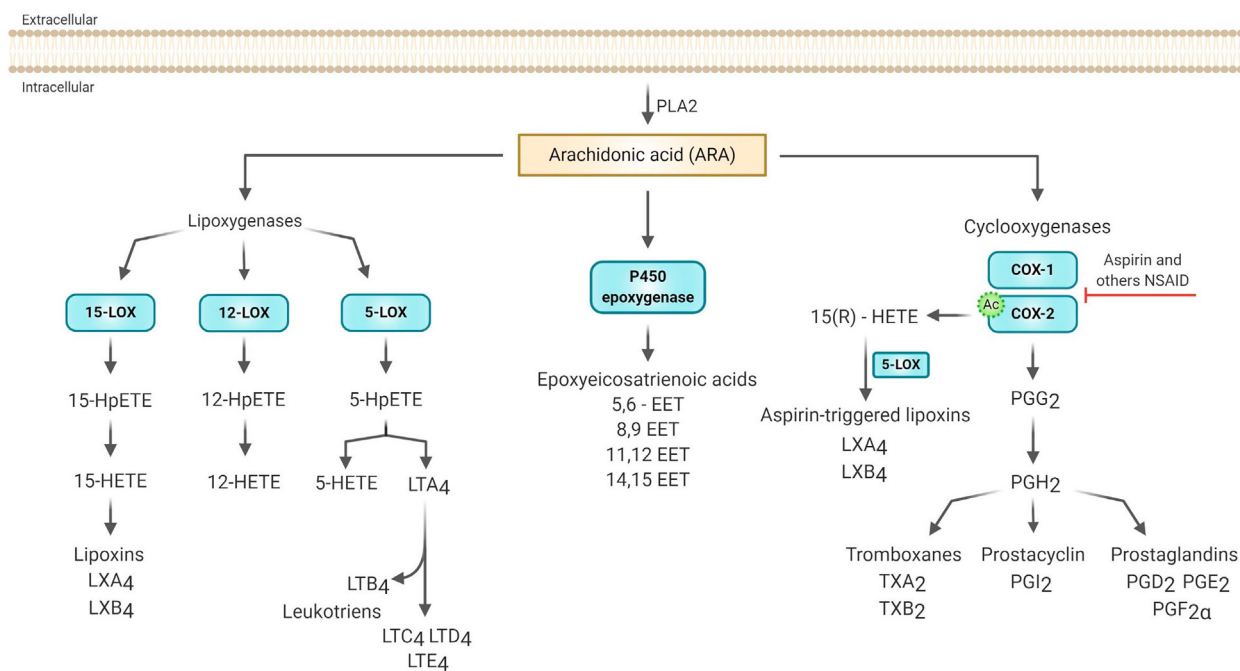 Extracellular
Intracellular
PLA2
Arachidonic acid (ARA)
Lipoxygenases
15-LOX
12-LOX
5-LOX
15-HpETE
12-HpETE
5-HpETE
15-HETE
12-HETE
5-HETE
LTA4
Lipoxins
LXA4
LXB4
LTB4
Leukotriens
LTC4 LTD4
LTE4
P450
epoxygenase
Epoxyeicosatrienoic acids
5,6 - EET
8,9 EET
11,12 EET
14,15 EET
Cyclooxygenases
COX-1
Ac
COX-2
Aspirin and
others NSAID
15(R) - HETE
5-LOX
Aspirin-triggered lipoxins
LXA4
LXB4
PGG2
PGH2
Tromboxanes
TXA2
TXB2
Prostacyclin
PGI2
Prostaglandins
PGD2 PGE2
PGF2α